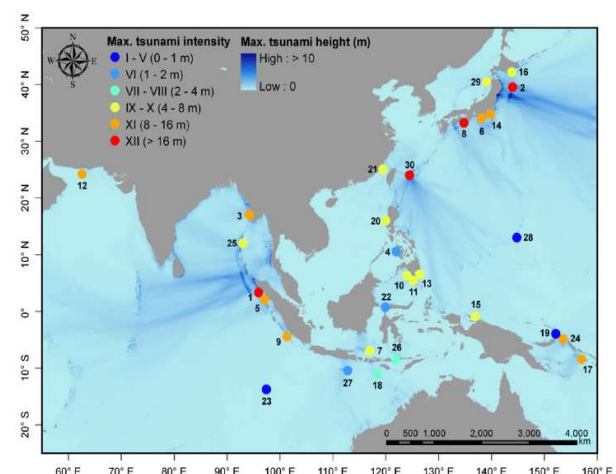 50° N
40° N
30° N
20° N
10° N
0°
10° S
20° S
N
W E
S
Max. tsunami intensity
I - V (0 - 1 m)
VI (1 - 2 m)
VII - VIII (2 - 4 m)
IX - X (4 - 8 m)
XI (8 - 16 m)
XII (> 16 m)
Max. tsunami height (m)
High : > 10
Low : 0
16
29
2
14
6
8
30
21
12
3
20
25
28
4
13
10
11
1
5
22
15
19
24
9
7
26
17
27
18
23
0 500 1,000 2,000 3,000 4,000
km
60° E 70° E 80° E 90° E 100° E 110° E 120° E 130° E 140° E 150° E 160° E